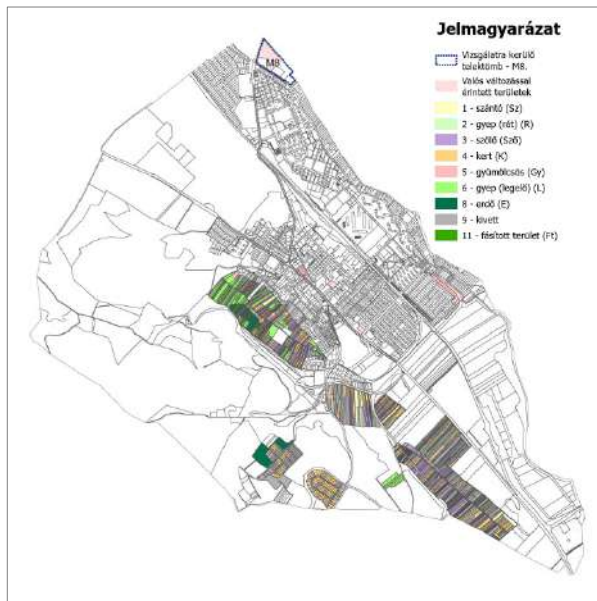 Jelmagyarázat
Vizsgálatra kerülő
telektömb - M8.
Valós változással
érintett területek
1 - szántó (Sz)
2 - gyep (rét) (R)
3 - szőlő (Sző)
4 - kert (K)
5 - gyümölcsös (Gy)
6 - gyep (legelő) (L)
8 - erdő (E)
9 - kivett
11 - fásított terület (Ft)
M8